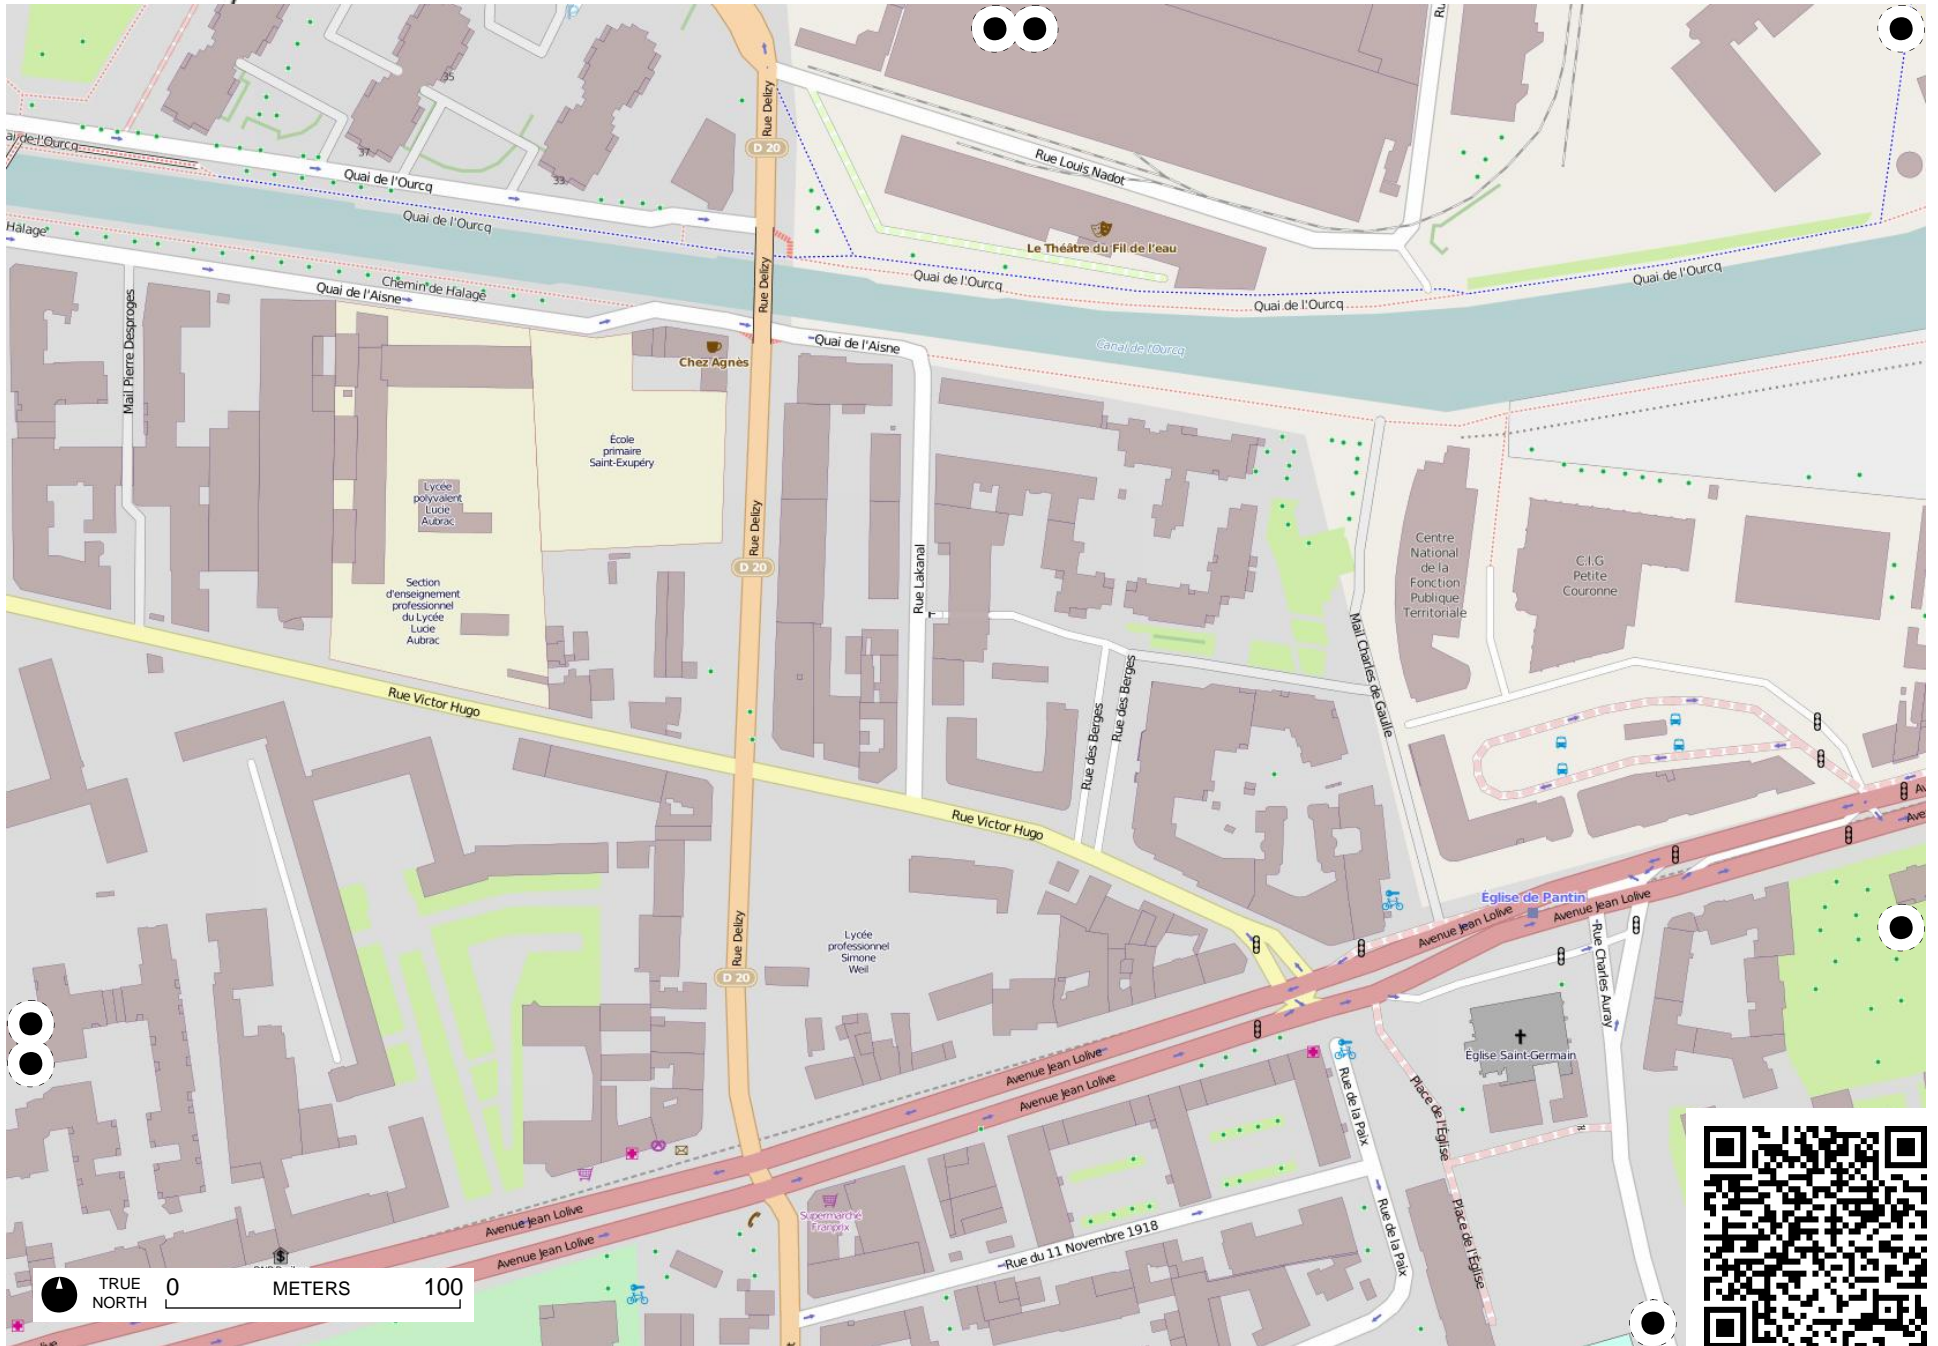 Ru
35
Rue Delizy
D 20
ai de l'Ourcq
37
33
Quai de l'Ourcq
Rue Louis Nadot
Quai de l'Ourcq
Halage
Le Théâtre du Fil de l'eau
Quai de l'Ourcq
Quai de l'Ourcq
Quai de l'Ourcq
Rue Delizy
Chemin de Halage
Quai de l'Aisne
Mail Pierre Desproges
Quai de l'Aisne
Canal de l'Ourcq
Chez Agnès
École
primaire
Saint-Exupéry
Lycée
polyvalent
Lucie
Aubrac
Rue Delizy
D 20
Rue Lakanal
Centre
National
de la
Fonction
Publique
Territoriale
C.I.G
Petite
Couronne
Section
d'enseignement
professionnel
du Lycée
Lucie
Aubrac
Mail Charles de Gaulle
Rue des Berges
Rue des Berges
Rue Victor Hugo
Rue Victor Hugo
Av
Ave
Église de Pantin
Avenue Jean Lolive
Avenue Jean Lolive
Rue Charles Auray
Rue Delizy
D 20
Lycée
professionnel
Simone
Weil
Église Saint-Germain
Avenue Jean Lolive
Avenue Jean Lolive
Rue de la Paix
Place de l'Église
Supermarché
Franprix
Avenue Jean Lolive
Avenue Jean Lolive
Rue du 11 Novembre 1918
Rue de la Paix
Place de l'Église
TRUE
NORTH
0 METERS 100